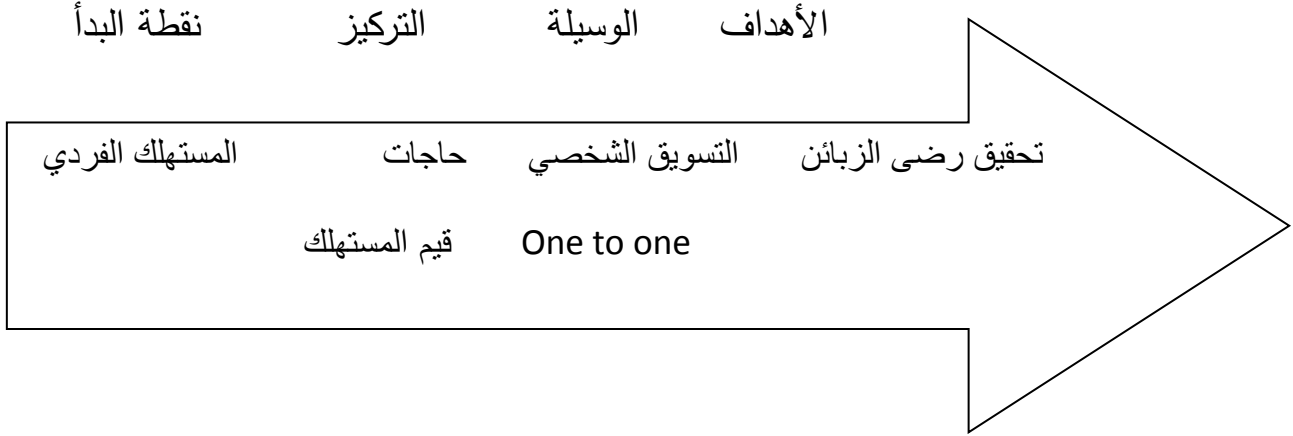 نقطة البدأ التركيز الوسيلة الأهداف
المستهلك الفردي حاجات التسويق الشخصي تحقيق رضى الزبائن
قيم المستهلك One to one